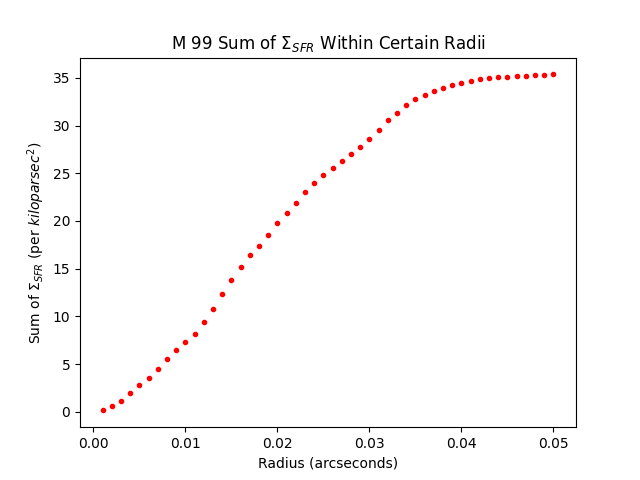 M 99 Sum of Σ_SFR Within Certain Radii
Sum of Σ_SFR (per kiloparsec²)
35
30
25
20
15
10
5
0
0.00 0.01 0.02 0.03 0.04 0.05
Radius (arcseconds)